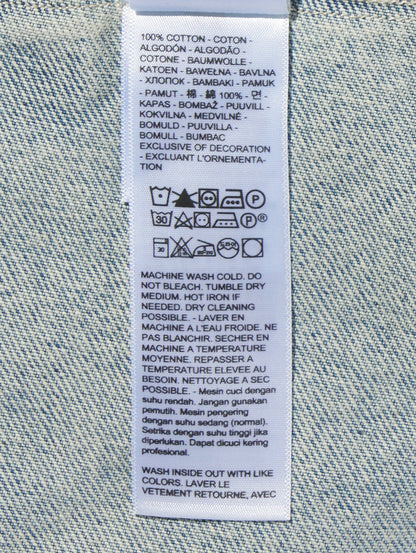 100% COTTON - COTON -
ALGODÓN - ALGODÃO -
COTONE - BAUMWOLLE -
KATOEN - BAWEŁNA - BAVLNA
- ХЛОПОК - BAMBAKI - PAMUK
- PAMUT - 棉 - 綿 100% - 면 -
KAPAS - BOMBAŽ - PUUVILL -
KOKVILNA - MEDVILNĖ -
BOMULD - PUUVILLA -
BOMULL - BUMBAC
EXCLUSIVE OF DECORATION
- EXCLUANT L'ORNEMENTA-
TION
P
30 P ®
30
MACHINE WASH COLD. DO
NOT BLEACH. TUMBLE DRY
MEDIUM. HOT IRON IF
NEEDED. DRY CLEANING
POSSIBLE. - LAVER EN
MACHINE A L'EAU FROIDE. NE
PAS BLANCHIR. SECHER EN
MACHINE A TEMPERATURE
MOYENNE. REPASSER A
TEMPERATURE ELEVEE AU
BESOIN. NETTOYAGE A SEC
POSSIBLE. - Mesin cuci dengan
suhu rendah. Jangan gunakan
pemutih. Mesin pengering
dengan suhu sedang (normal).
Setrika dengan suhu tinggi jika
diperlukan. Dapat dicuci kering
profesional.
WASH INSIDE OUT WITH LIKE
COLORS. LAVER LE
VETEMENT RETOURNE, AVEC